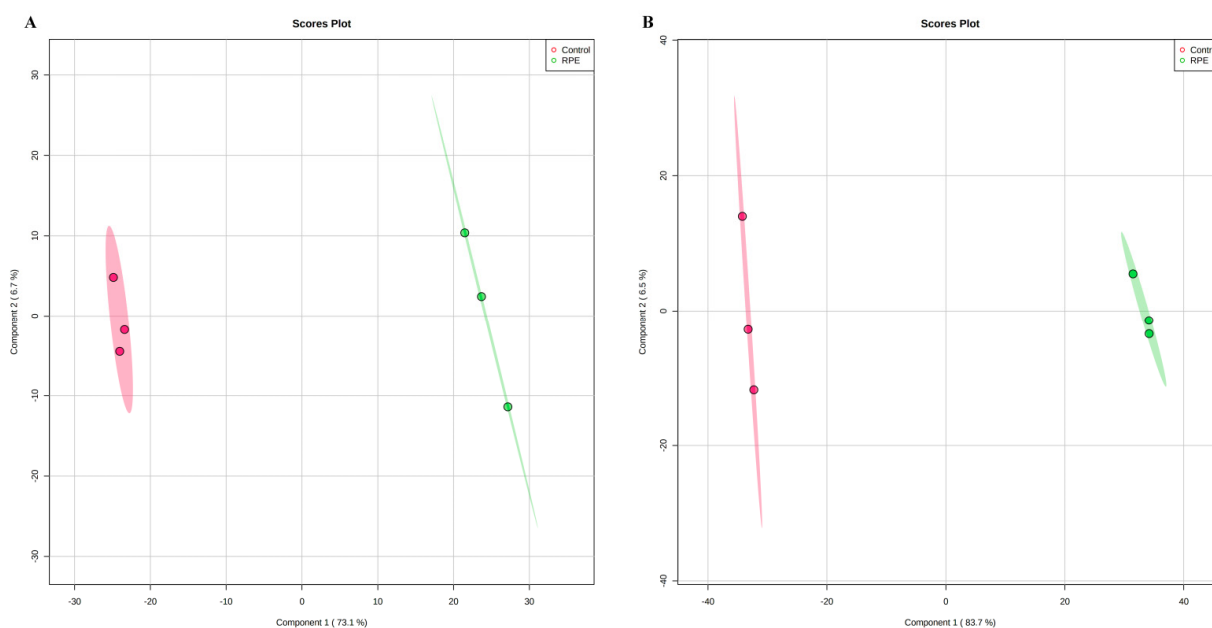 A
Scores Plot
Control
RPE
30
20
10
0
-10
-20
-30
Component 2 ( 6.7 %)
-30 -20 -10 0 10 20 30
Component 1 ( 73.1 %)
B
Scores Plot
Contr
RPE
40
20
0
-20
-40
Component 2 ( 6.5 %)
-40 -20 0 20 40
Component 1 ( 83.7 %)